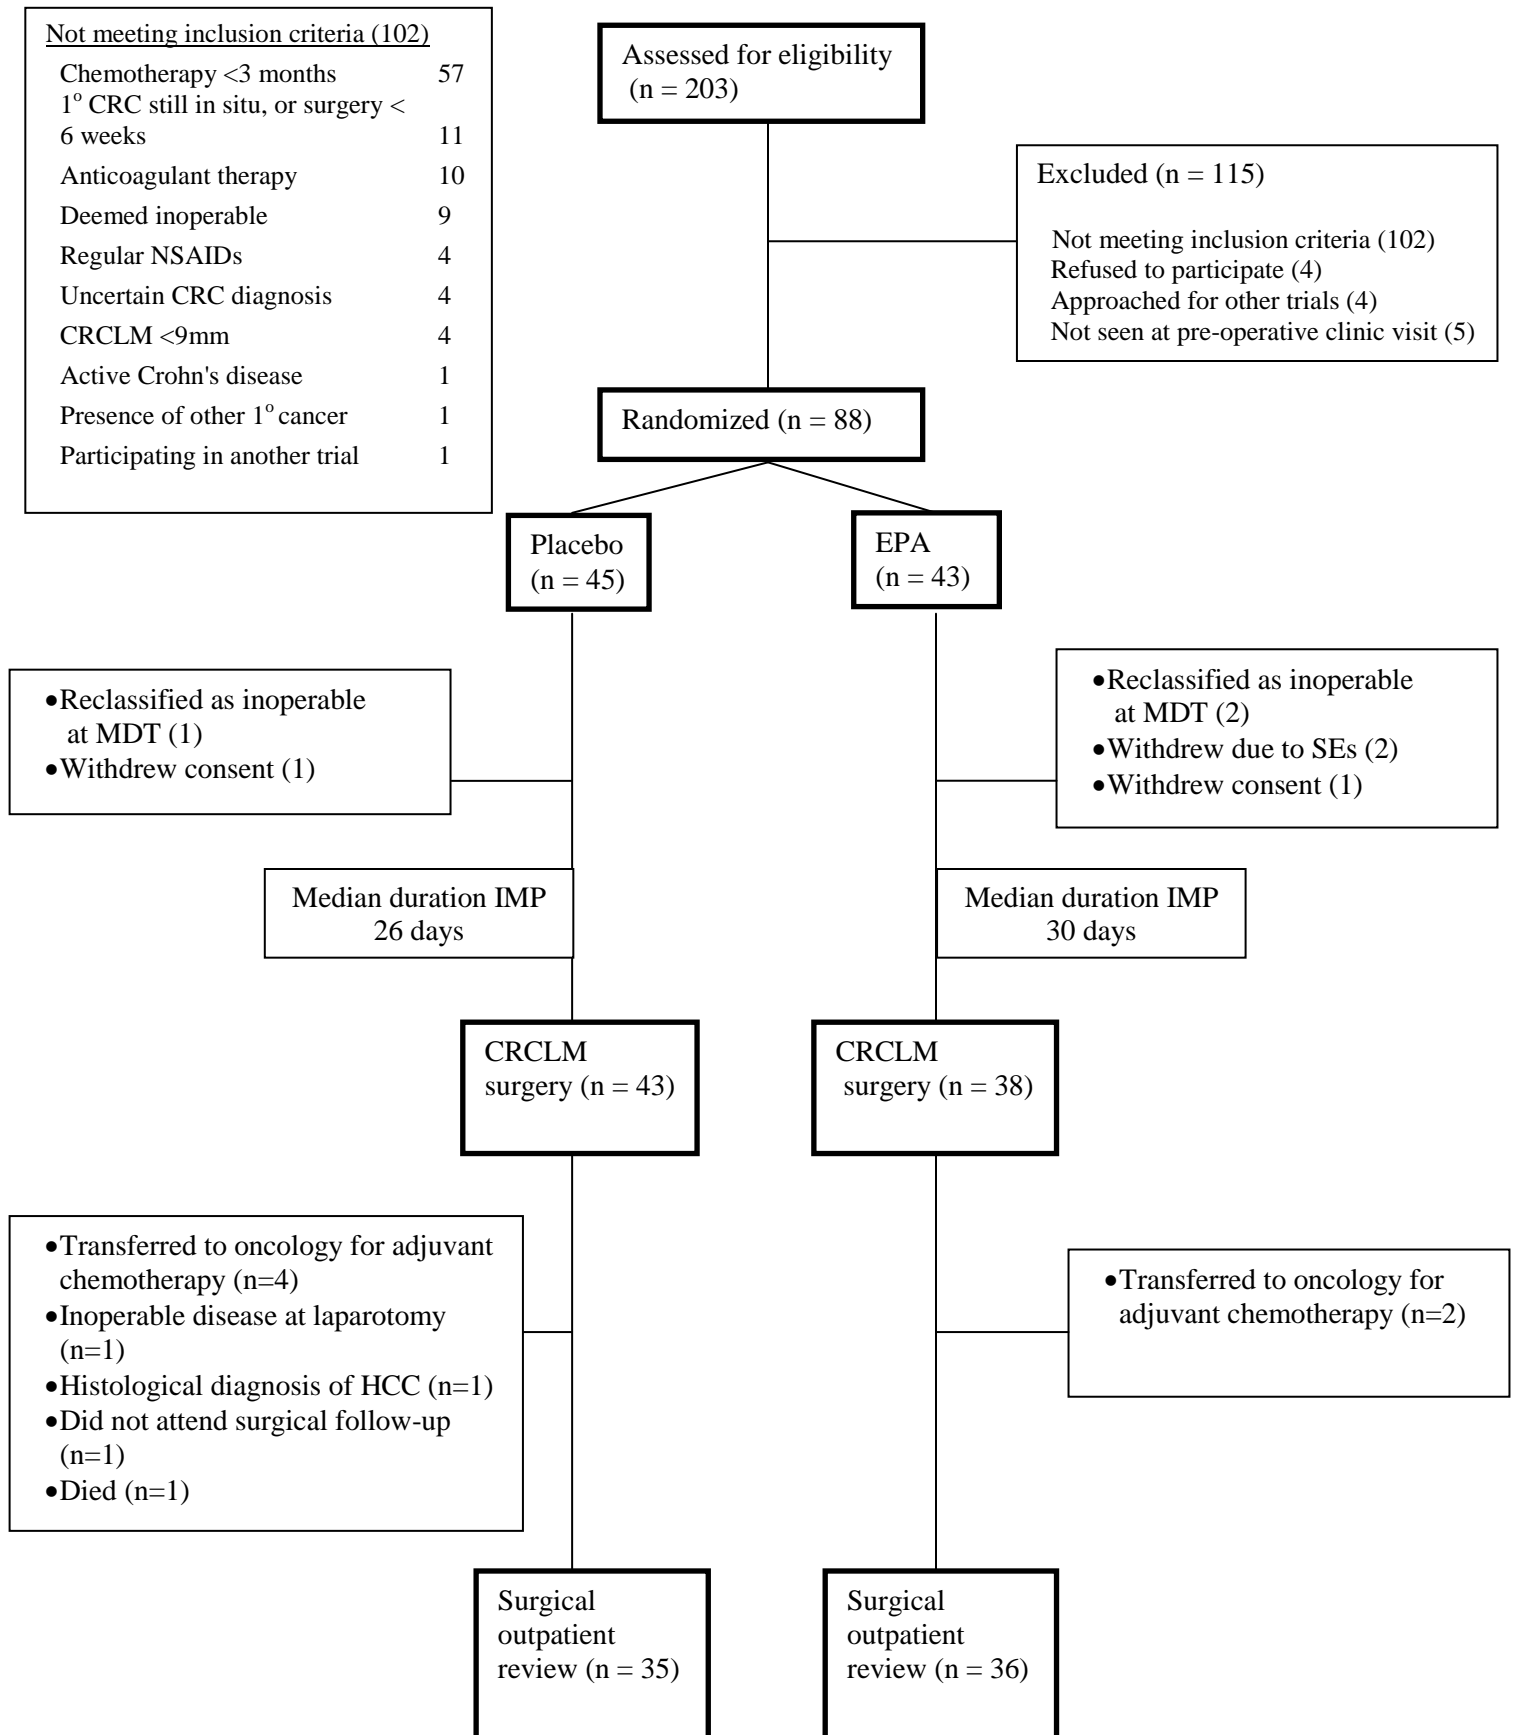 Not meeting inclusion criteria (102)
Chemotherapy <3 months 57
1o CRC still in situ, or surgery <
6 weeks 11
Anticoagulant therapy 10
Deemed inoperable 9
Regular NSAIDs 4
Uncertain CRC diagnosis 4
CRCLM <9mm 4
Active Crohn's disease 1
Presence of other 1o cancer 1
Participating in another trial 1
Assessed for eligibility
(n = 203)
Excluded (n = 115)
Not meeting inclusion criteria (102)
Refused to participate (4)
Approached for other trials (4)
Not seen at pre-operative clinic visit (5)
Randomized (n = 88)
Placebo
(n = 45)
EPA
(n = 43)
•Reclassified as inoperable
at MDT (1)
•Withdrew consent (1)
•Reclassified as inoperable
at MDT (2)
•Withdrew due to SEs (2)
•Withdrew consent (1)
Median duration IMP
26 days
Median duration IMP
30 days
CRCLM
surgery (n = 43)
CRCLM
surgery (n = 38)
•Transferred to oncology for adjuvant
chemotherapy (n=4)
•Inoperable disease at laparotomy
(n=1)
•Histological diagnosis of HCC (n=1)
•Did not attend surgical follow-up
(n=1)
•Died (n=1)
•Transferred to oncology for
adjuvant chemotherapy (n=2)
Surgical
outpatient
review (n = 35)
Surgical
outpatient
review (n = 36)